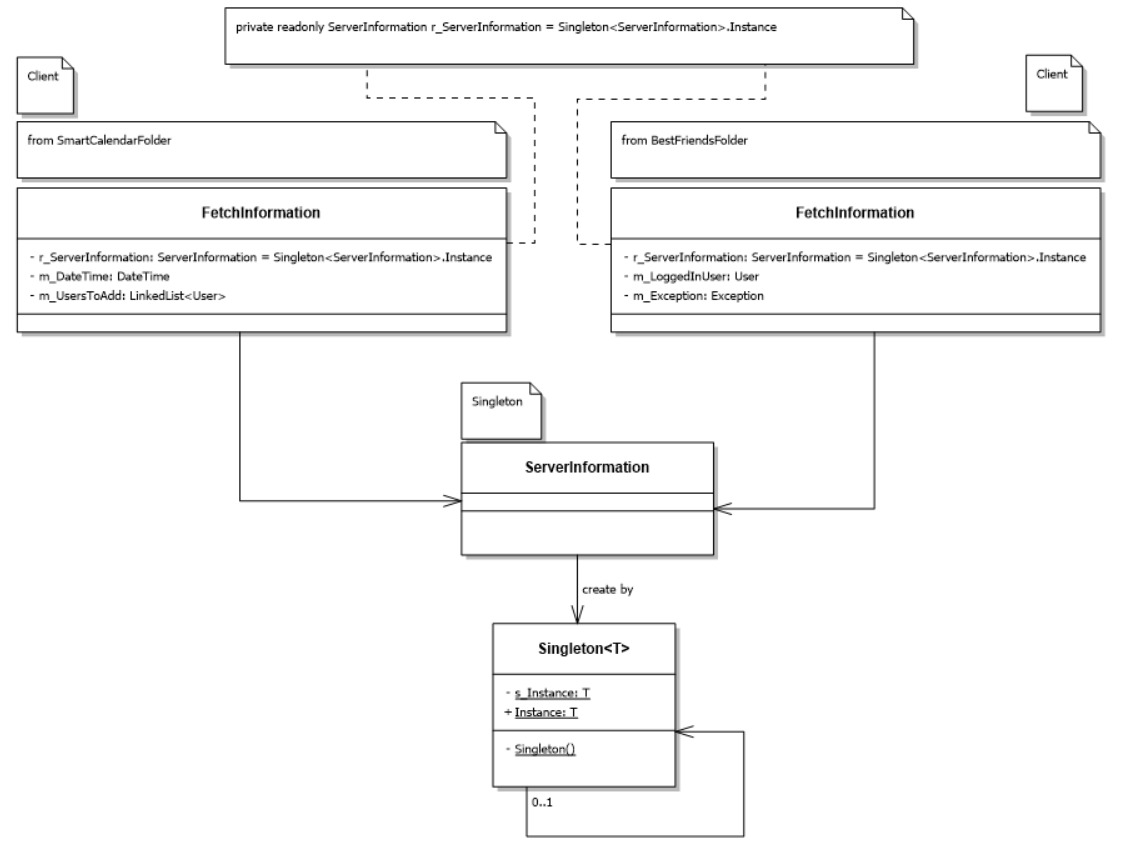 private readonly ServerInformation r_ServerInformation = Singleton<ServerInformation>.Instance
Client
Client
from SmartCalendarFolder
from BestFriendsFolder
FetchInformation
- r_ServerInformation: ServerInformation = Singleton<ServerInformation>.Instance
- m_DateTime: DateTime
- m_UsersToAdd: LinkedList<User>
FetchInformation
- r_ServerInformation: ServerInformation = Singleton<ServerInformation>.Instance
- m_LoggedInUser: User
- m_Exception: Exception
Singleton
ServerInformation
create by
Singleton<T>
- s_Instance: T
+ Instance: T
- Singleton()
0..1